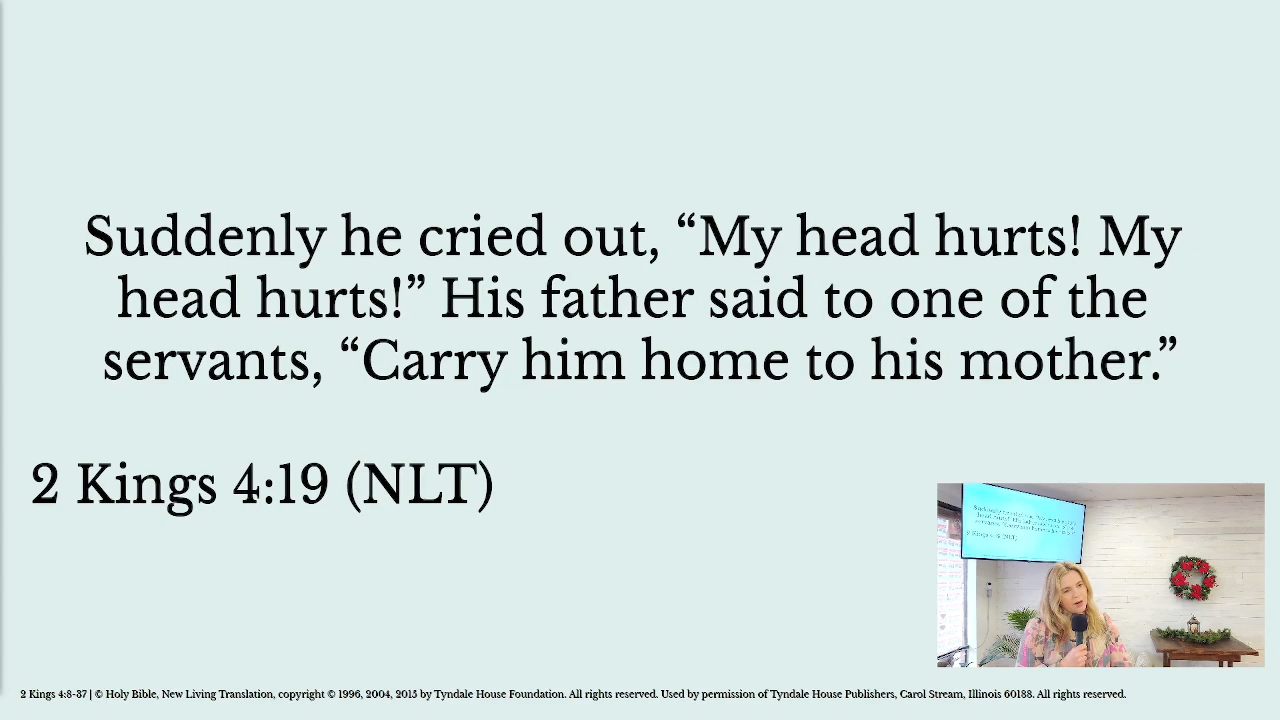 Suddenly he cried out, “My head hurts! My
head hurts!” His father said to one of the
servants, “Carry him home to his mother.”
2 Kings 4:19 (NLT)
2 Kings 4:8-37 | © Holy Bible, New Living Translation, copyright © 1996, 2004, 2015 by Tyndale House Foundation. All rights reserved. Used by permission of Tyndale House Publishers, Carol Stream, Illinois 60188. All rights reserved.